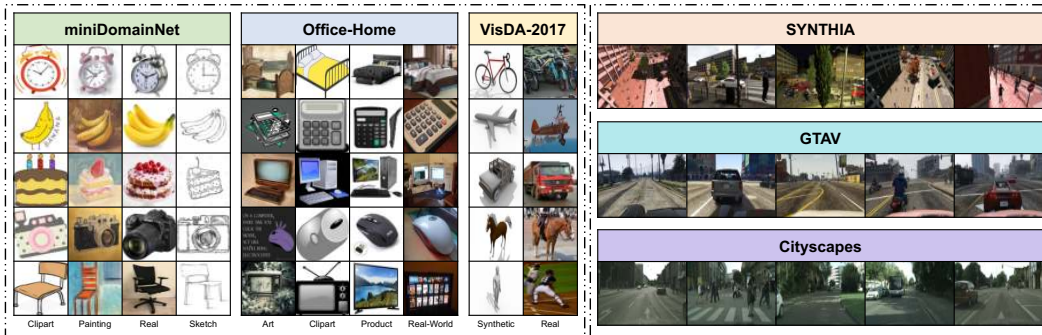 miniDomainNet
Office-Home
VisDA-2017
BANANA
Clipart
Painting
Real
Sketch
Art
Clipart
Product
Real-World
Synthetic
Real
SYNTHIA
GTAV
Cityscapes